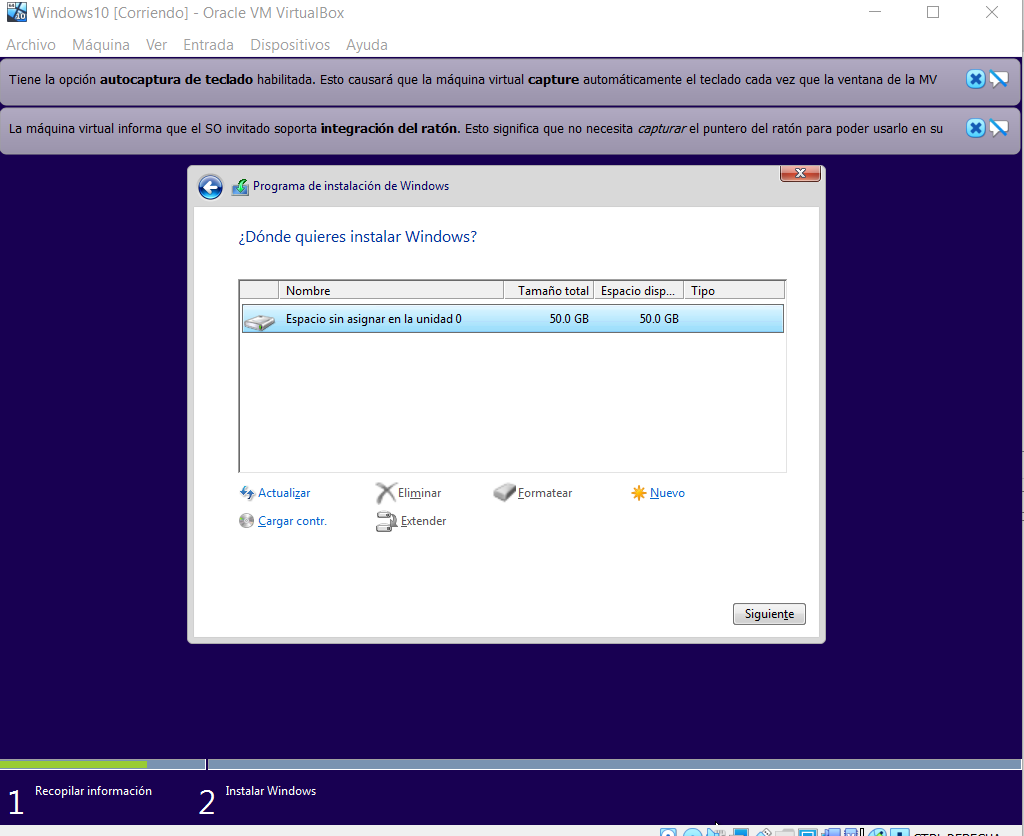 Windows10 [Corriendo] - Oracle VM VirtualBox
Archivo Máquina Ver Entrada Dispositivos Ayuda
Tiene la opción autocaptura de teclado habilitada. Esto causará que la máquina virtual capture automáticamente el teclado cada vez que la ventana de la MV
La máquina virtual informa que el SO invitado soporta integración del ratón. Esto significa que no necesita capturar el puntero del ratón para poder usarlo en su
Programa de instalación de Windows
¿Dónde quieres instalar Windows?
Nombre Tamaño total Espacio disp... Tipo
Espacio sin asignar en la unidad 0 50.0 GB 50.0 GB
Actualizar Eliminar Formatear Nuevo
Cargar contr. Extender
Siguiente
1 Recopilar información 2 Instalar Windows
CTRL DERECHA